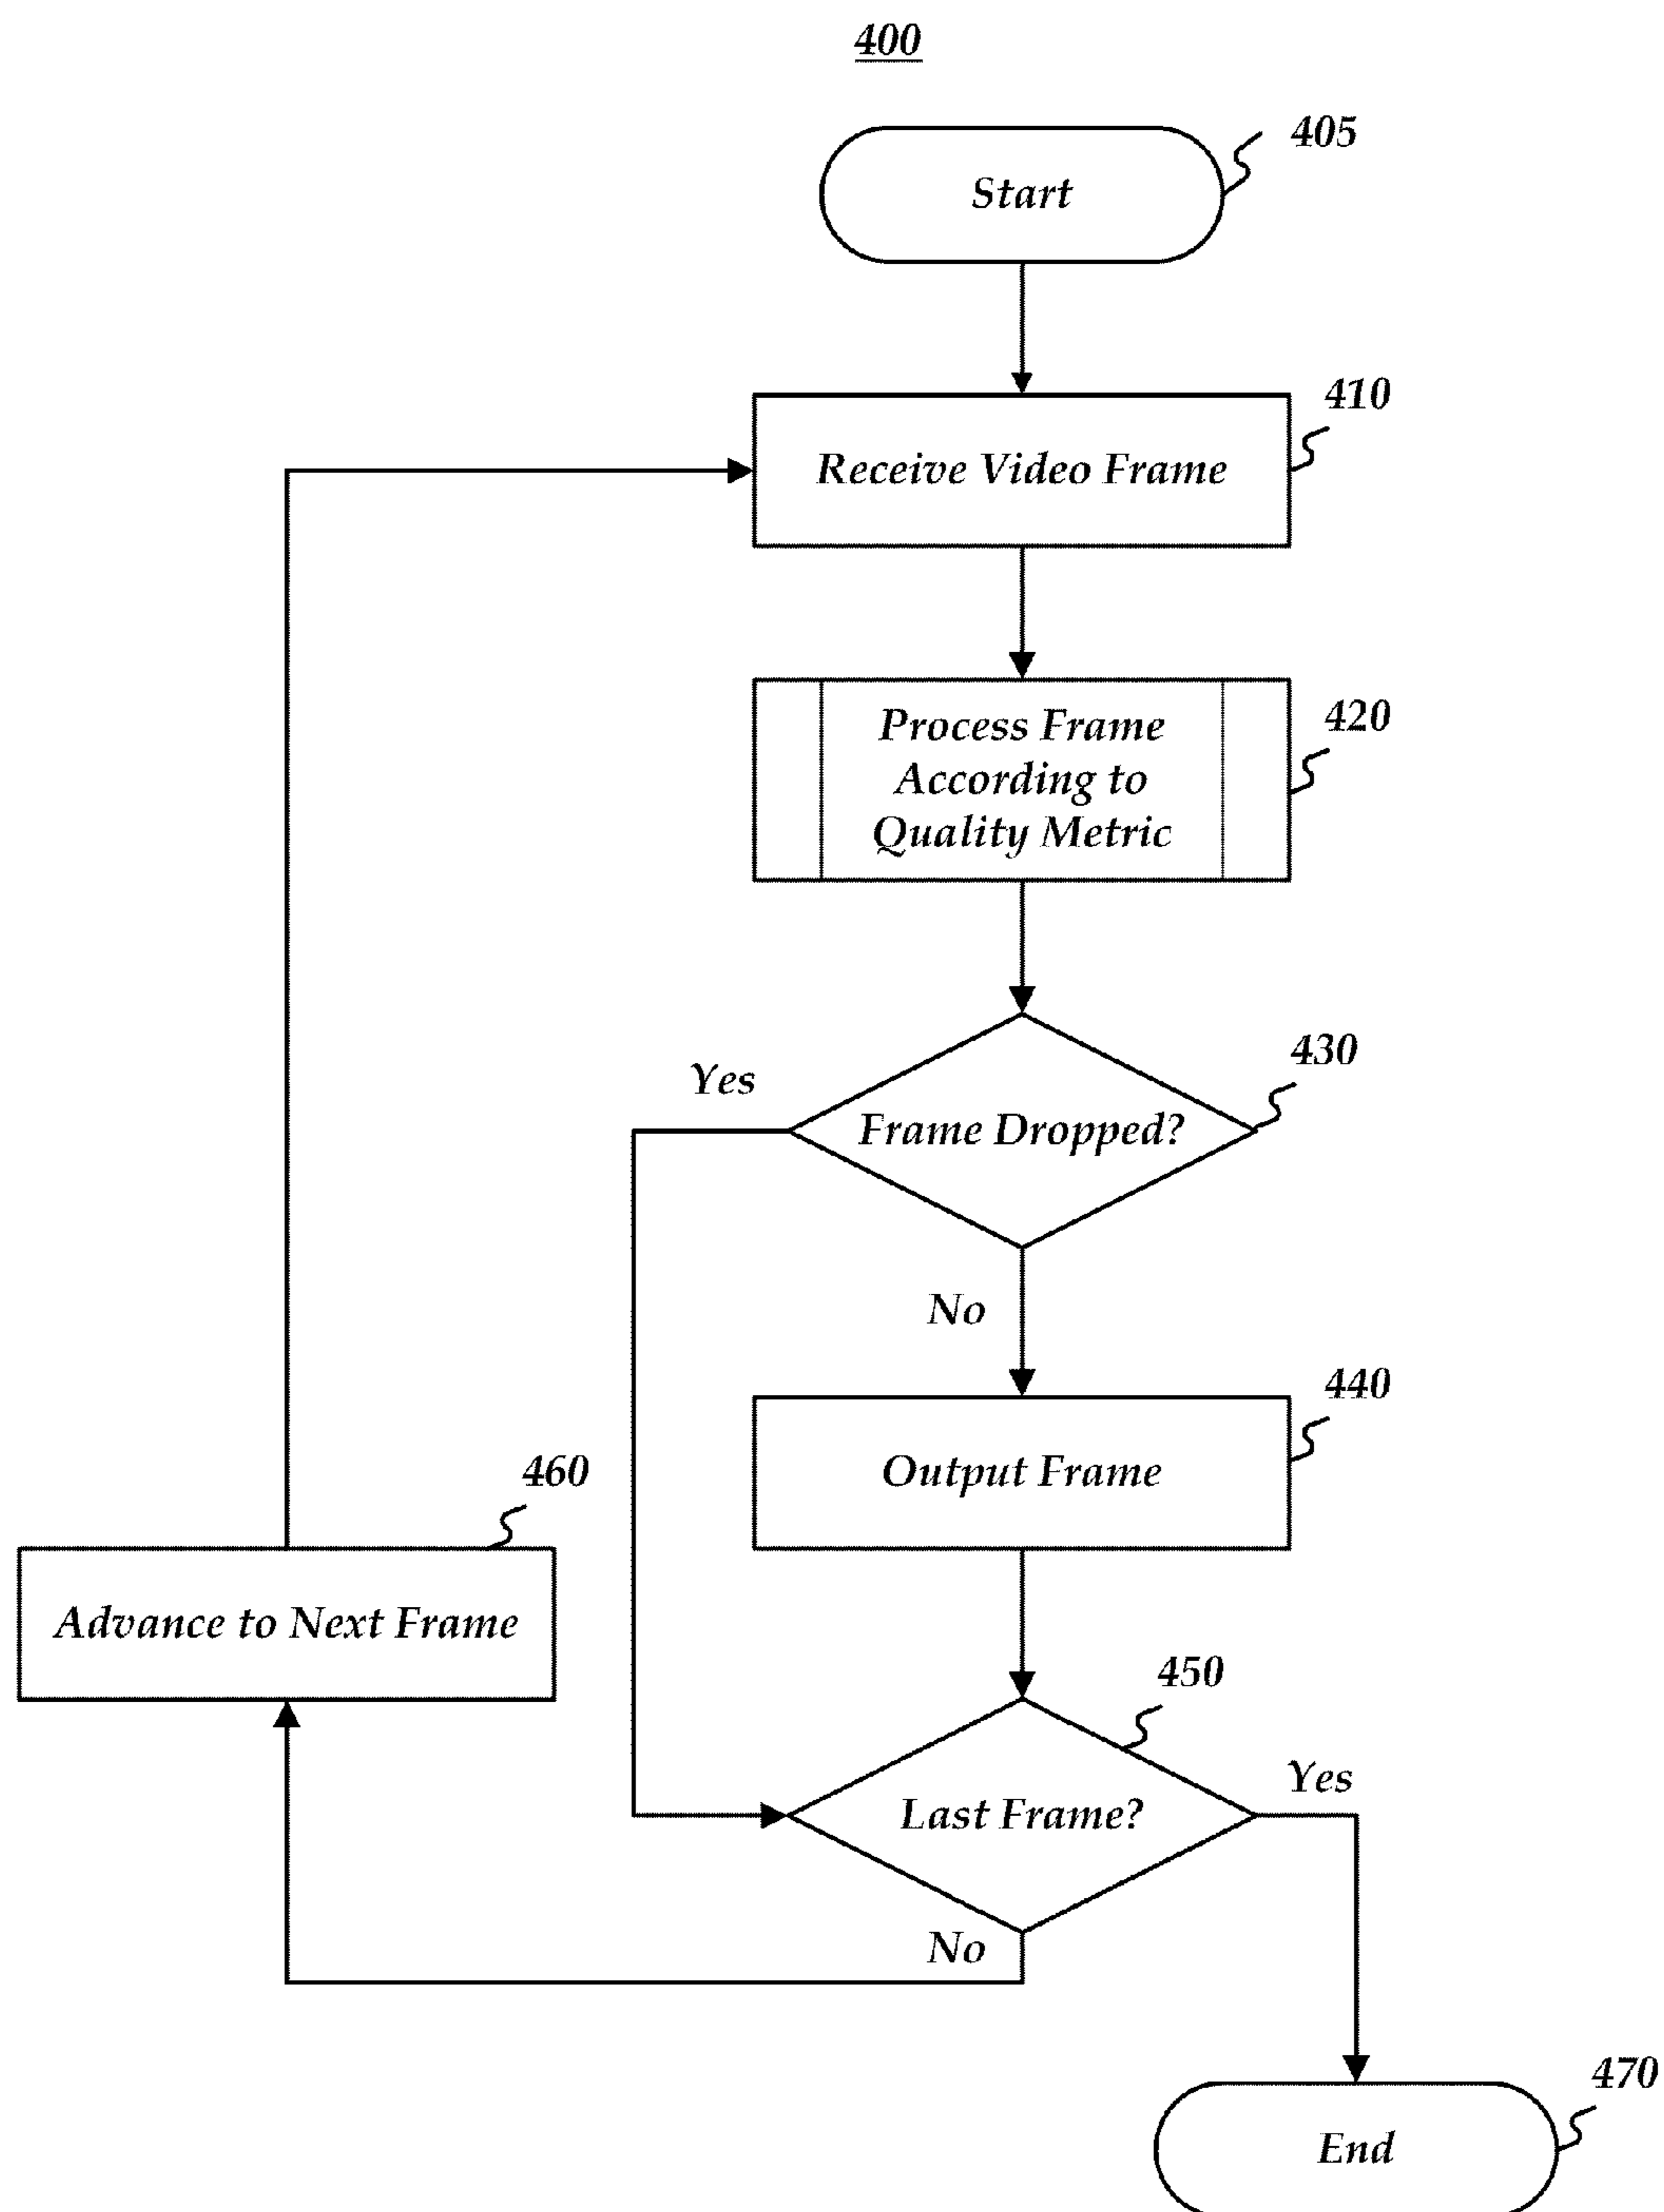 400
Start
405
Receive Video Frame
410
Process Frame
According to
Quality Metric
420
Yes
Frame Dropped?
430
No
Output Frame
440
460
Advance to Next Frame
450
Last Frame?
Yes
No
470
End